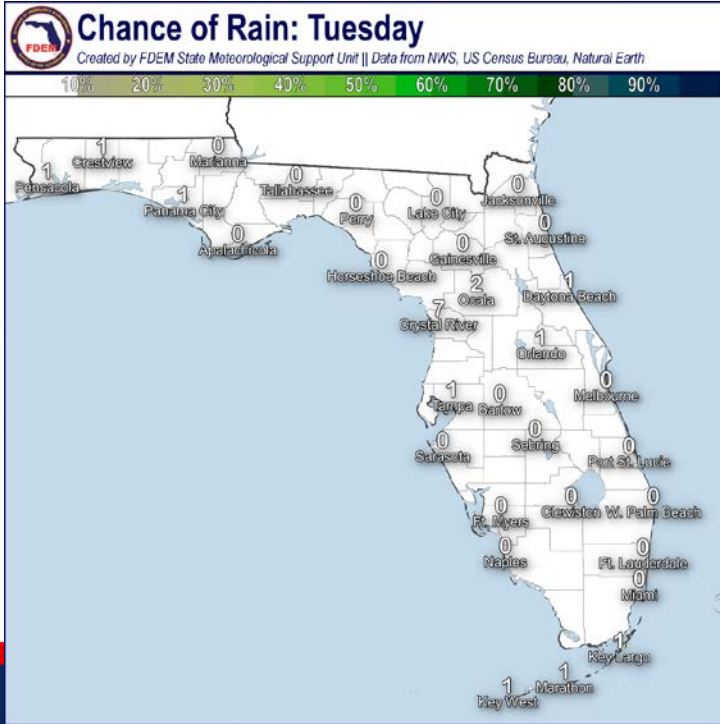 FDEM
Chance of Rain: Tuesday
Created by FDEM State Meteorological Support Unit || Data from NWS, US Census Bureau, Natural Earth
10% 20% 30% 40% 50% 60% 70% 80% 90%
1
Crestview
0
Marianna
1
Pensacola
0
Tallahassee
1
Panama City
0
Perry
0
Lake City
0
Jacksonville
0
Apalachicola
0
St. Augustine
0
Horseshoe Beach
0
Gainesville
2
Ocala
1
Daytona Beach
7
Crystal River
1
Orlando
0
Melbourne
1
Tampa
0
Bartow
0
Sebring
0
Sarasota
0
Port St. Lucie
0
Ft. Myers
0
Clewiston
0
W. Palm Beach
0
Naples
0
Ft. Lauderdale
0
Miami
1
Key Largo
1
Marathon
1
Key West